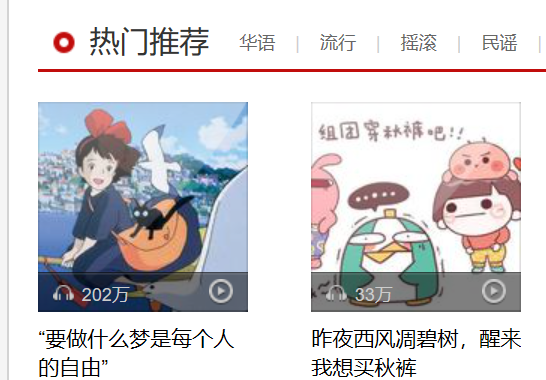 热门推荐 华语 | 流行 | 摇滚 | 民谣 |
组团穿秋裤吧!!
202万
33万
“要做什么梦是每个人
的自由”
昨夜西风凋碧树，醒来
我想买秋裤